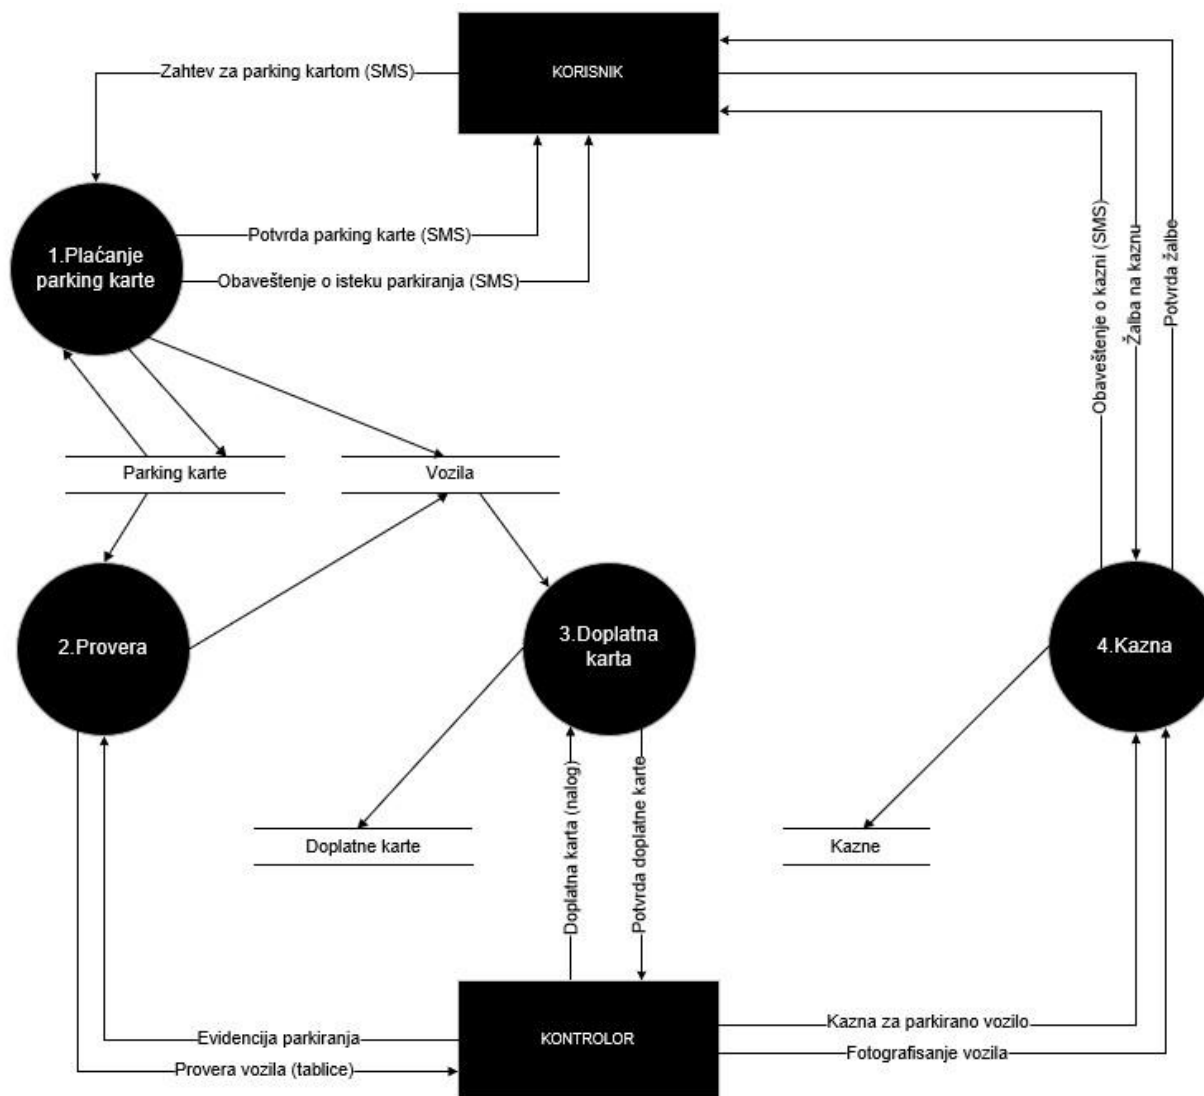 KORISNIK
Zahtev za parking kartom (SMS)
1.Plaćanje
parking karte
Potvrda parking karte (SMS)
Obaveštenje o isteku parkiranja (SMS)
Obaveštenje o kazni (SMS)
Žalba na kaznu
Potvrda žalbe
Parking karte
Vozila
2.Provera
3.Doplatna
karta
4.Kazna
Doplatne karte
Doplatna karta (nalog)
Potvrda doplatne karte
Kazne
Evidencija parkiranja
Provera vozila (tablice)
KONTROLOR
Kazna za parkirano vozilo
Fotografisanje vozila